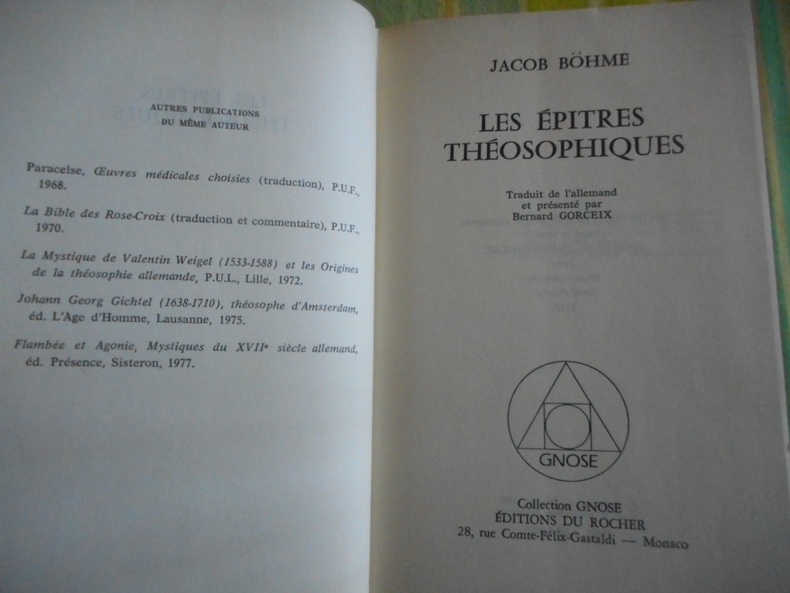 AUTRES PUBLICATIONS
DU MÊME AUTEUR
Paracelse, Œuvres médicales choisies (traduction), P.U.F.,
1968.
La Bible des Rose-Croix (traduction et commentaire), P.U.F.,
1970.
La Mystique de Valentin Weigel (1533-1588) et les Origines
de la théosophie allemande, P.U.L., Lille, 1972.
Johann Georg Gichtel (1638-1710), théosophe d'Amsterdam,
éd. L'Age d'Homme, Lausanne, 1975.
Flambée et Agonie, Mystiques du XVIIe siècle allemand,
éd. Présence, Sisteron, 1977.
JACOB BÖHME
LES ÉPITRES
THÉOSOPHIQUES
Traduit de l'allemand
et présenté par
Bernard GORCEIX
GNOSE
Collection GNOSE
ÉDITIONS DU ROCHER
28, rue Comte-Félix-Gastaldi — Monaco